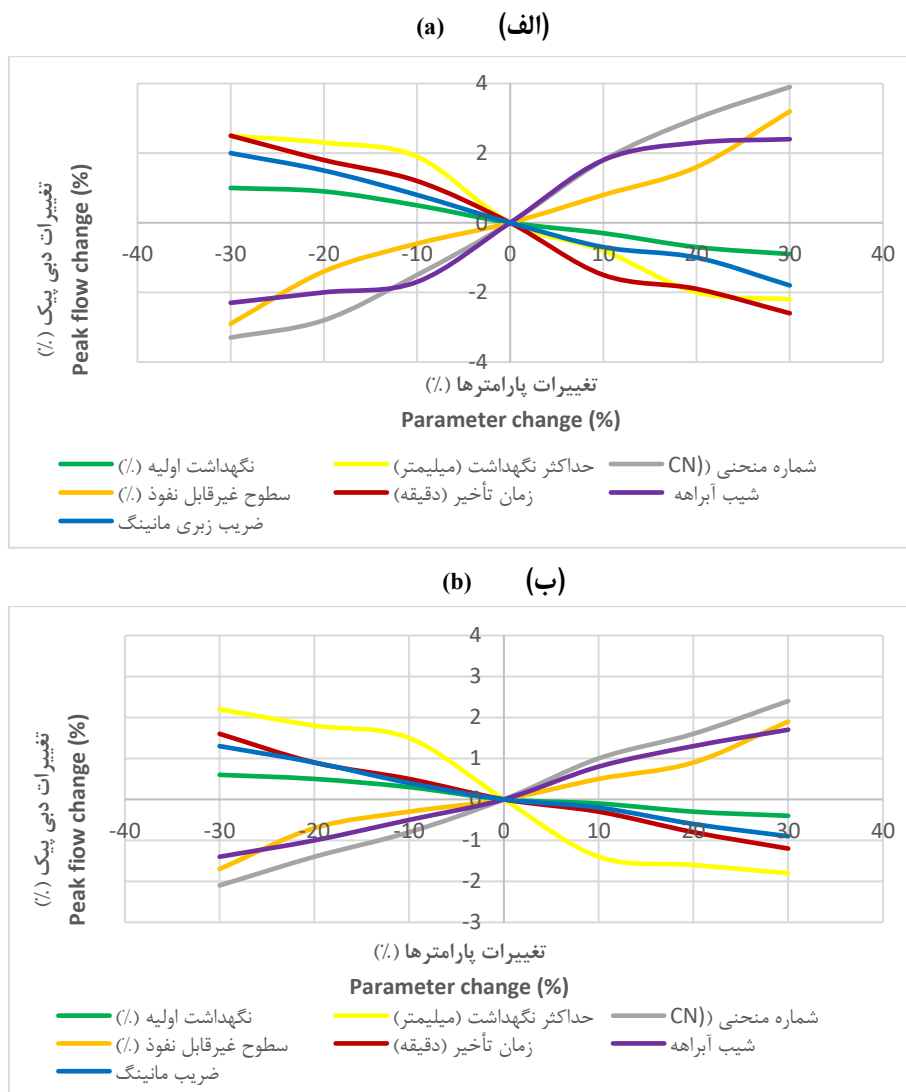 (الف) (a)
4
2
0
-2
-4
-40 -30 -20 -10 0 10 20 30 40
تغییرات دبی پیک (٪)
Peak flow change (%)
تغییرات پارامترها (٪)
Parameter change (%)
نگهداشت اولیه (٪) حداکثر نگهداشت (میلیمتر) شماره منحنی ((CN
سطوح غیرقابل نفوذ (٪) زمان تأخیر (دقیقه) شیب آبراهه
ضریب زبری مانینگ
(ب) (b)
4
3
2
1
0
-1
-2
-3
-40 -30 -20 -10 0 10 20 30 40
تغییرات دبی پیک (٪)
Peak flow change (%)
تغییرات پارامترها (٪)
Parameter change (%)
نگهداشت اولیه (٪) حداکثر نگهداشت (میلیمتر) شماره منحنی ((CN
سطوح غیرقابل نفوذ (٪) زمان تأخیر (دقیقه) شیب آبراهه
ضریب مانینگ